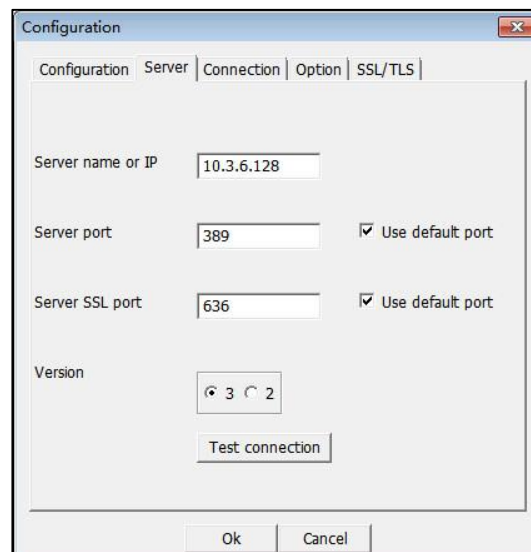 Configuration
Configuration Server Connection Option SSL/TLS
Server name or IP 10.3.6.128
Server port 389 Use default port
Server SSL port 636 Use default port
Version
3 2
Test connection
Ok Cancel